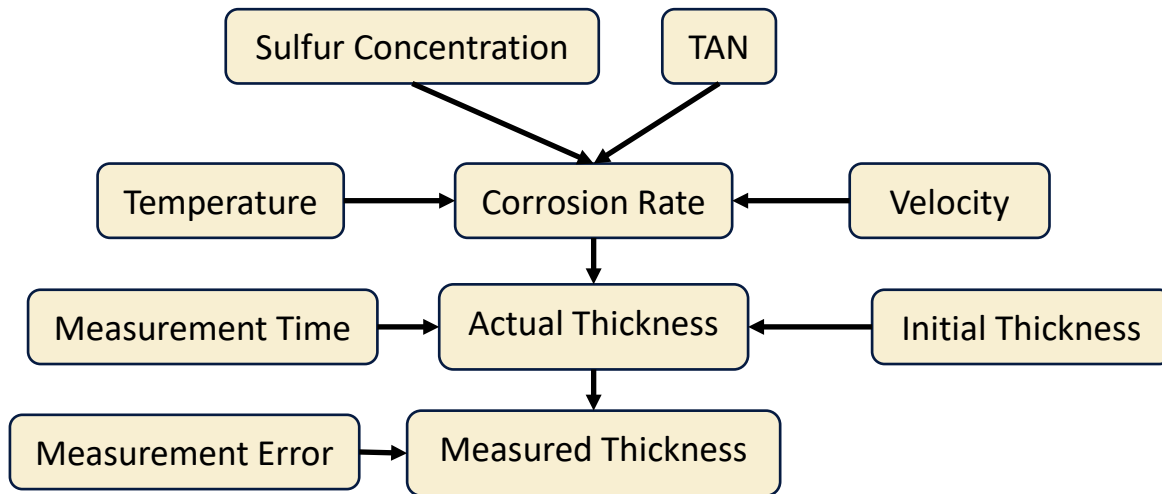 Sulfur Concentration
TAN
Temperature
Corrosion Rate
Velocity
Measurement Time
Actual Thickness
Initial Thickness
Measurement Error
Measured Thickness